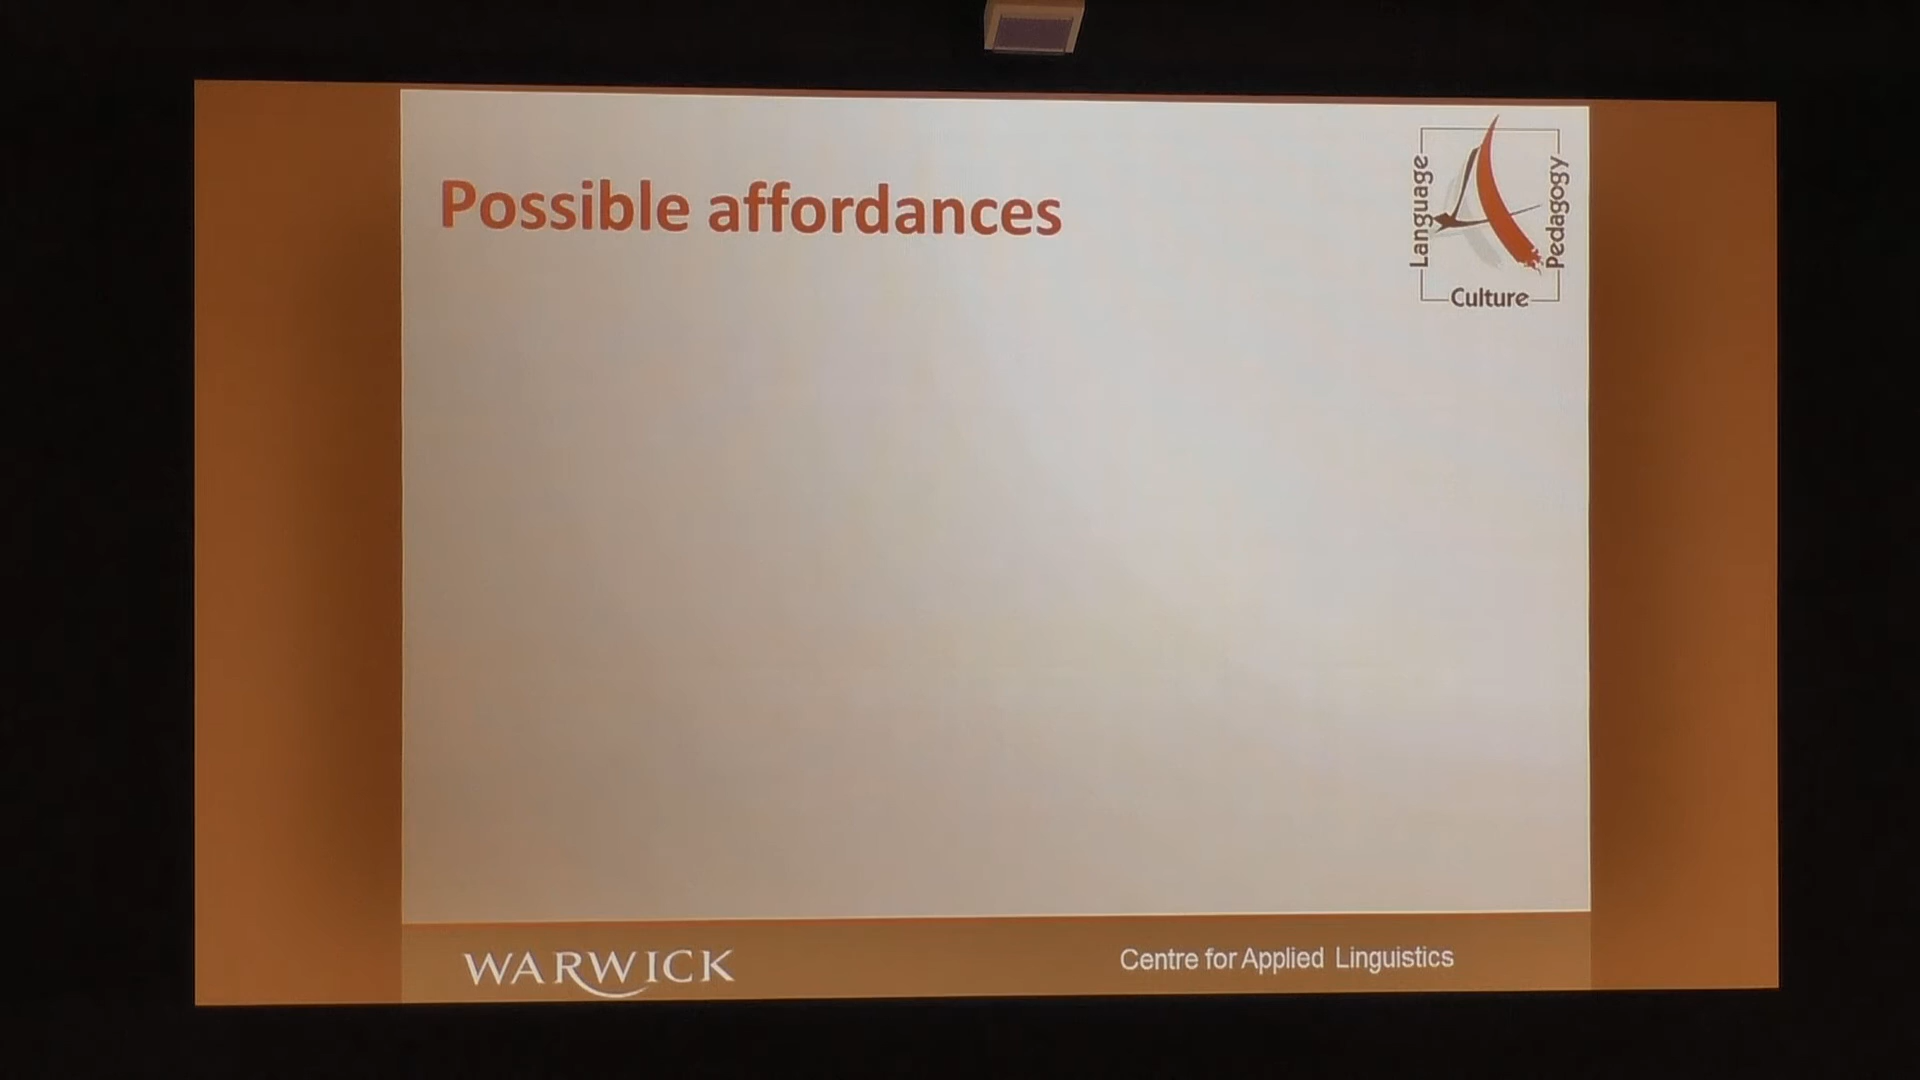 Possible affordances
Language
Pedagogy
Culture
WARWICK
Centre for Applied Linguistics